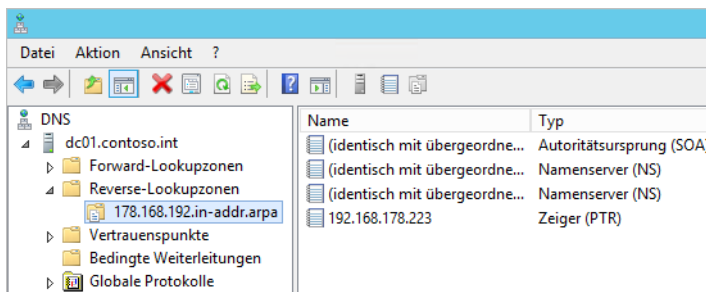 Datei Aktion Ansicht ?
DNS
dc01.contoso.int
Forward-Lookupzonen
Reverse-Lookupzonen
178.168.192.in-addr.arpa
Vertrauenspunkte
Bedingte Weiterleitungen
Globale Protokolle
Name Typ
(identisch mit übergeordne... Autoritätsursprung (SOA)
(identisch mit übergeordne... Namenserver (NS)
(identisch mit übergeordne... Namenserver (NS)
192.168.178.223 Zeiger (PTR)